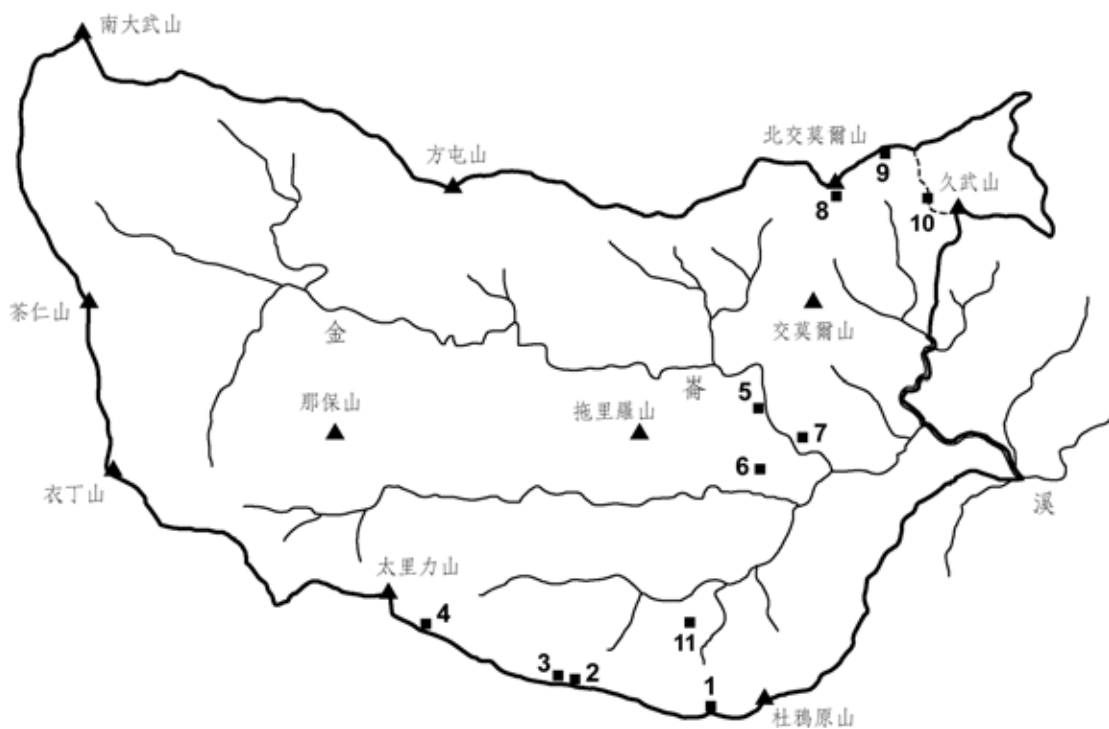 南大武山
北交莫爾山
方屯山
9
久武山
8
10
茶仁山
金
交莫爾山
崙
5
那保山
拖里羅山
7
6
衣丁山
溪
太里力山
4
11
3
2
1
杜鴉原山